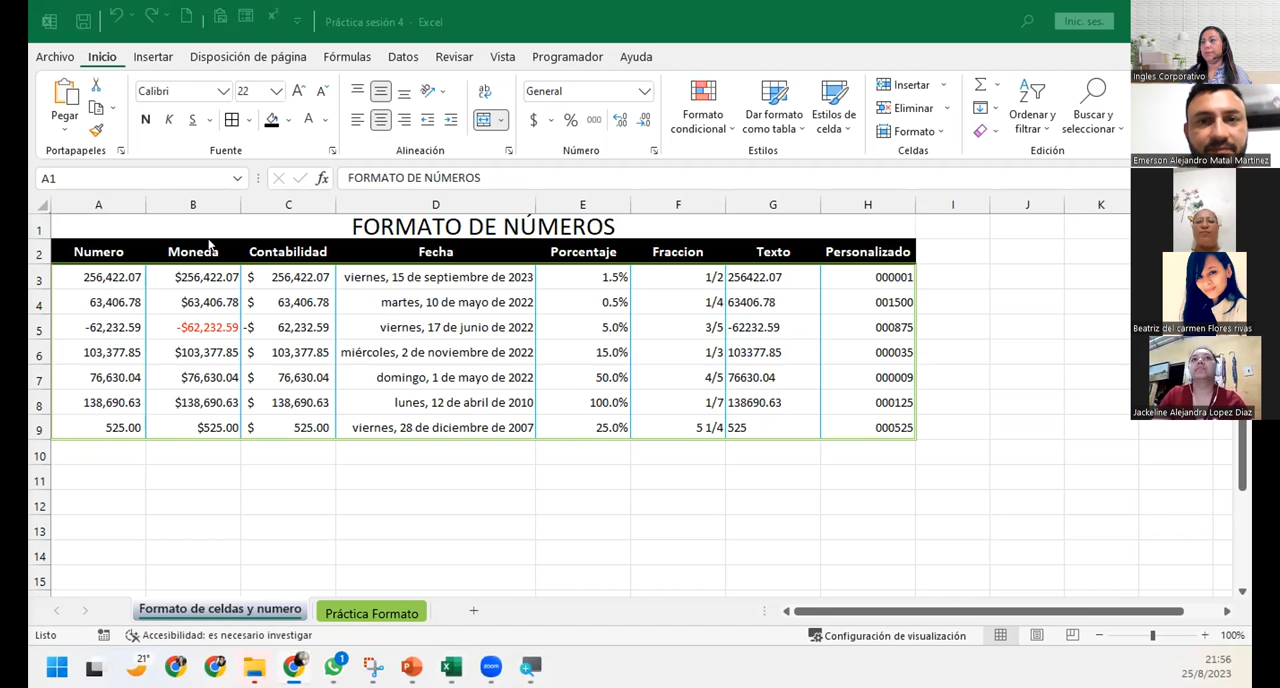 Práctica sesión 4 - Excel
Inic. ses.
Archivo Inicio Insertar Disposición de página Fórmulas Datos Revisar Vista Programador Ayuda
Pegar
Calibri 22
N K S
General
$ % 000
Formato condicional
Dar formato como tabla
Estilos de celda
Insertar
Eliminar
Formato
Ordenar y filtrar
Buscar y seleccionar
Portapapeles Fuente Alineación Número Estilos Celdas Edición
A1 fx FORMATO DE NÚMEROS
A B C D E F G H I J K
1 FORMATO DE NÚMEROS
2 Numero Moneda Contabilidad Fecha Porcentaje Fraccion Texto Personalizado
3 256,422.07 $256,422.07 $ 256,422.07 viernes, 15 de septiembre de 2023 1.5% 1/2 256422.07 000001
4 63,406.78 $63,406.78 $ 63,406.78 martes, 10 de mayo de 2022 0.5% 1/4 63406.78 001500
5 -62,232.59 -$62,232.59 -$ 62,232.59 viernes, 17 de junio de 2022 5.0% 3/5 -62232.59 000875
6 103,377.85 $103,377.85 $ 103,377.85 miércoles, 2 de noviembre de 2022 15.0% 1/3 103377.85 000035
7 76,630.04 $76,630.04 $ 76,630.04 domingo, 1 de mayo de 2022 50.0% 4/5 76630.04 000009
8 138,690.63 $138,690.63 $ 138,690.63 lunes, 12 de abril de 2010 100.0% 1/7 138690.63 000125
9 525.00 $525.00 $ 525.00 viernes, 28 de diciembre de 2007 25.0% 5 1/4 525 000525
10
11
12
13
14
15
Formato de celdas y numero Práctica Formato
Listo Accesibilidad: es necesario investigar Configuración de visualización 100%
21° 1 zoom 21:56
25/8/2023
Ingles Corporativo
Emerson Alejandro Matal Martinez
Beatriz del carmen Flores rivas
Jackeline Alejandra Lopez Diaz